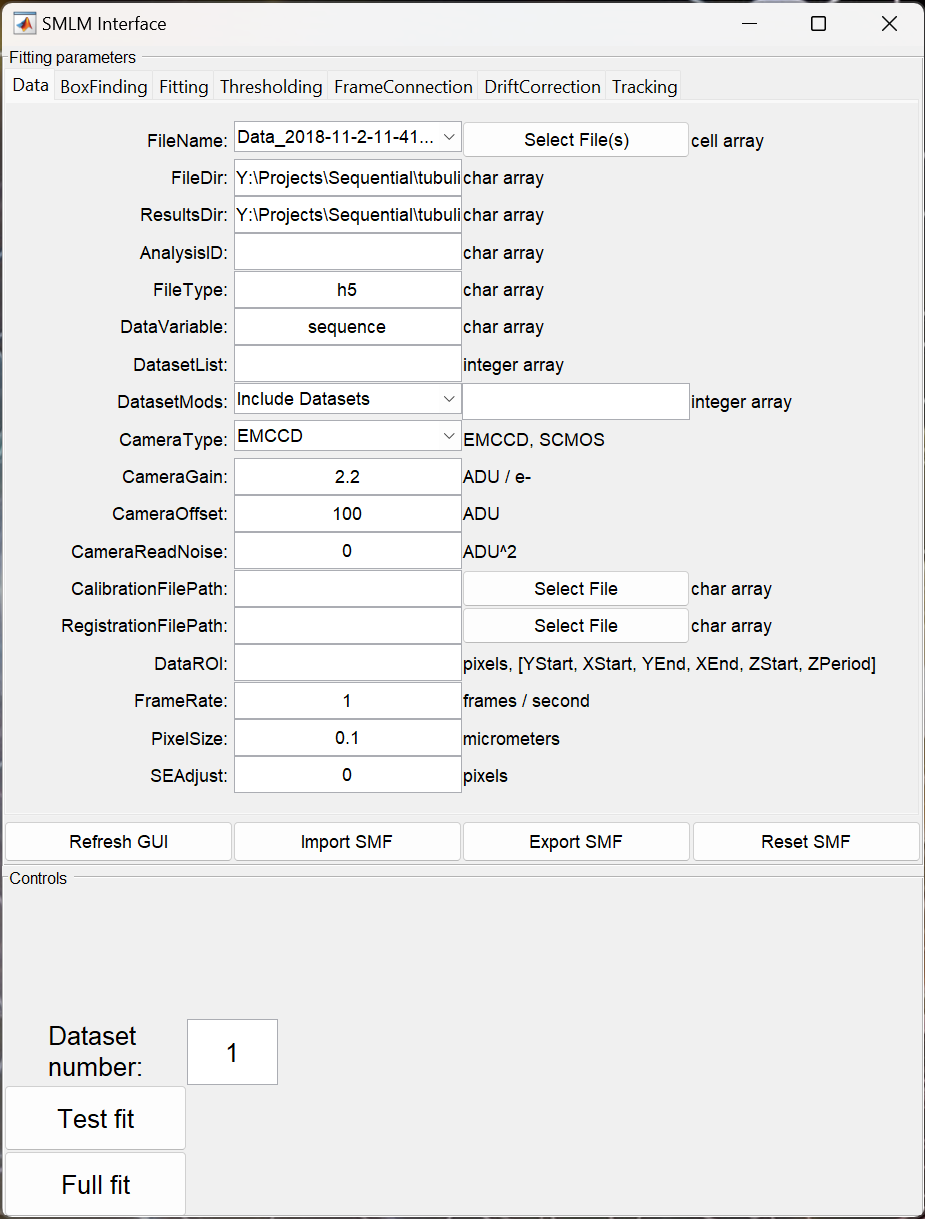 SMLM Interface
Fitting parameters
Data BoxFinding Fitting Thresholding FrameConnection DriftCorrection Tracking
FileName: Data_2018-11-2-11-41... Select File(s) cell array
FileDir: Y:\Projects\Sequential\tubuli char array
ResultsDir: Y:\Projects\Sequential\tubuli char array
AnalysisID: char array
FileType: h5 char array
DataVariable: sequence char array
DatasetList: integer array
DatasetMods: Include Datasets integer array
CameraType: EMCCD EMCCD, SCMOS
CameraGain: 2.2 ADU / e-
CameraOffset: 100 ADU
CameraReadNoise: 0 ADU^2
CalibrationFilePath: Select File char array
RegistrationFilePath: Select File char array
DataROI: pixels, [YStart, XStart, YEnd, XEnd, ZStart, ZPeriod]
FrameRate: 1 frames / second
PixelSize: 0.1 micrometers
SEAdjust: 0 pixels
Refresh GUI Import SMF Export SMF Reset SMF
Controls
Dataset
number: 1
Test fit
Full fit